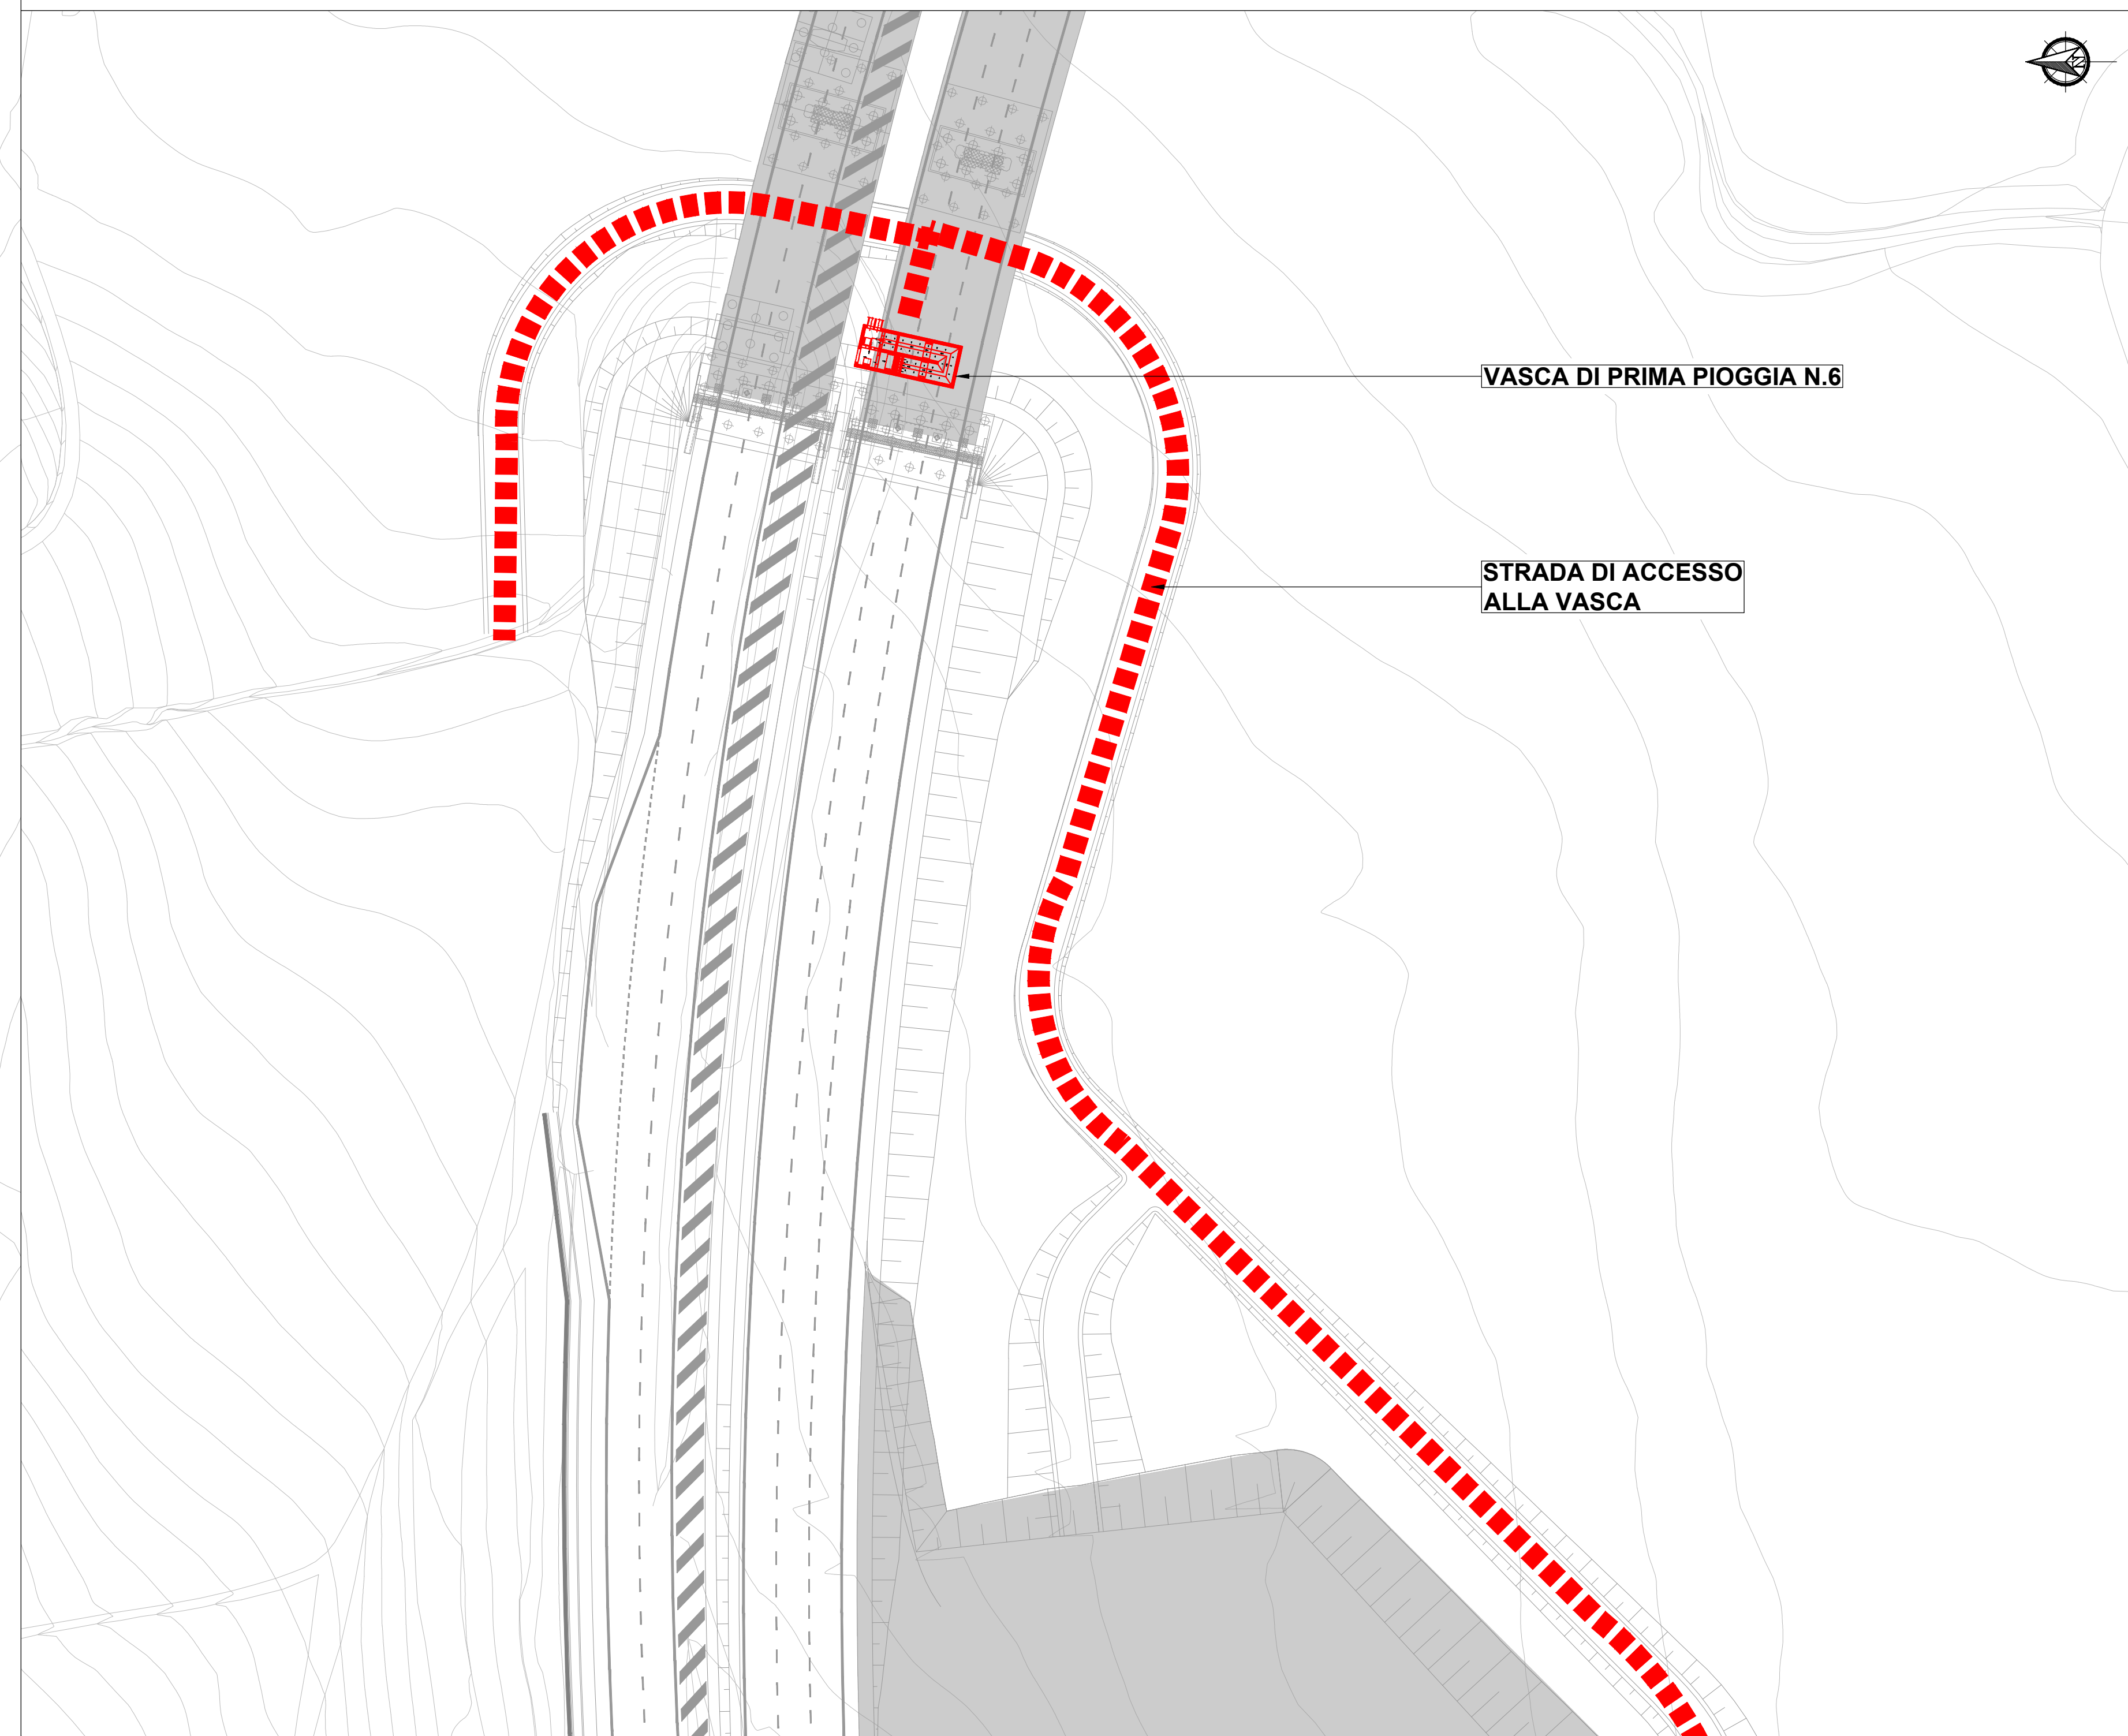 N
VASCA DI PRIMA PIOGGIA N.6
STRADA DI ACCESSO
ALLA VASCA